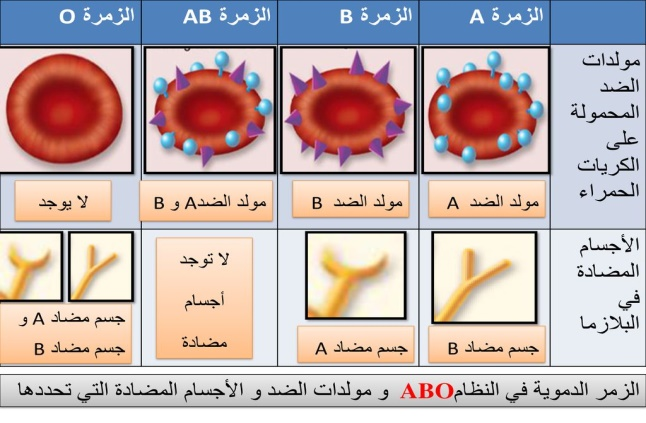 الزمرة A
الزمرة B
الزمرة AB
الزمرة O
مولدات
الضد
المحمولة
على
الكريات
الحمراء
مولد الضد A
مولد الضد B
مولد الضدA و B
لا يوجد
الأجسام
المضادة
في
البلازما
جسم مضاد B
جسم مضاد A
لا توجد
أجسام
مضادة
جسم مضاد A و
جسم مضاد B
الزمر الدموية في النظامABO و مولدات الضد و الأجسام المضادة التي تحددها